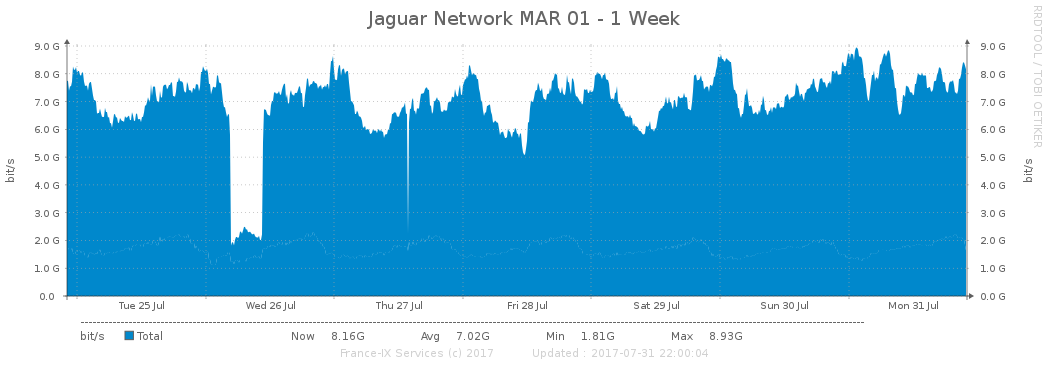 Jaguar Network MAR 01 - 1 Week
RRDTOOL / TOBI OETIKER
bit/s
bit/s
9.0 G 9.0 G
8.0 G 8.0 G
7.0 G 7.0 G
6.0 G 6.0 G
5.0 G 5.0 G
4.0 G 4.0 G
3.0 G 3.0 G
2.0 G 2.0 G
1.0 G 1.0 G
0.0 0.0 G
Tue 25 Jul Wed 26 Jul Thu 27 Jul Fri 28 Jul Sat 29 Jul Sun 30 Jul Mon 31 Jul
bit/s Total Now 8.16G Avg 7.02G Min 1.81G Max 8.93G
France-IX Services (c) 2017 Updated : 2017-07-31 22:00:04